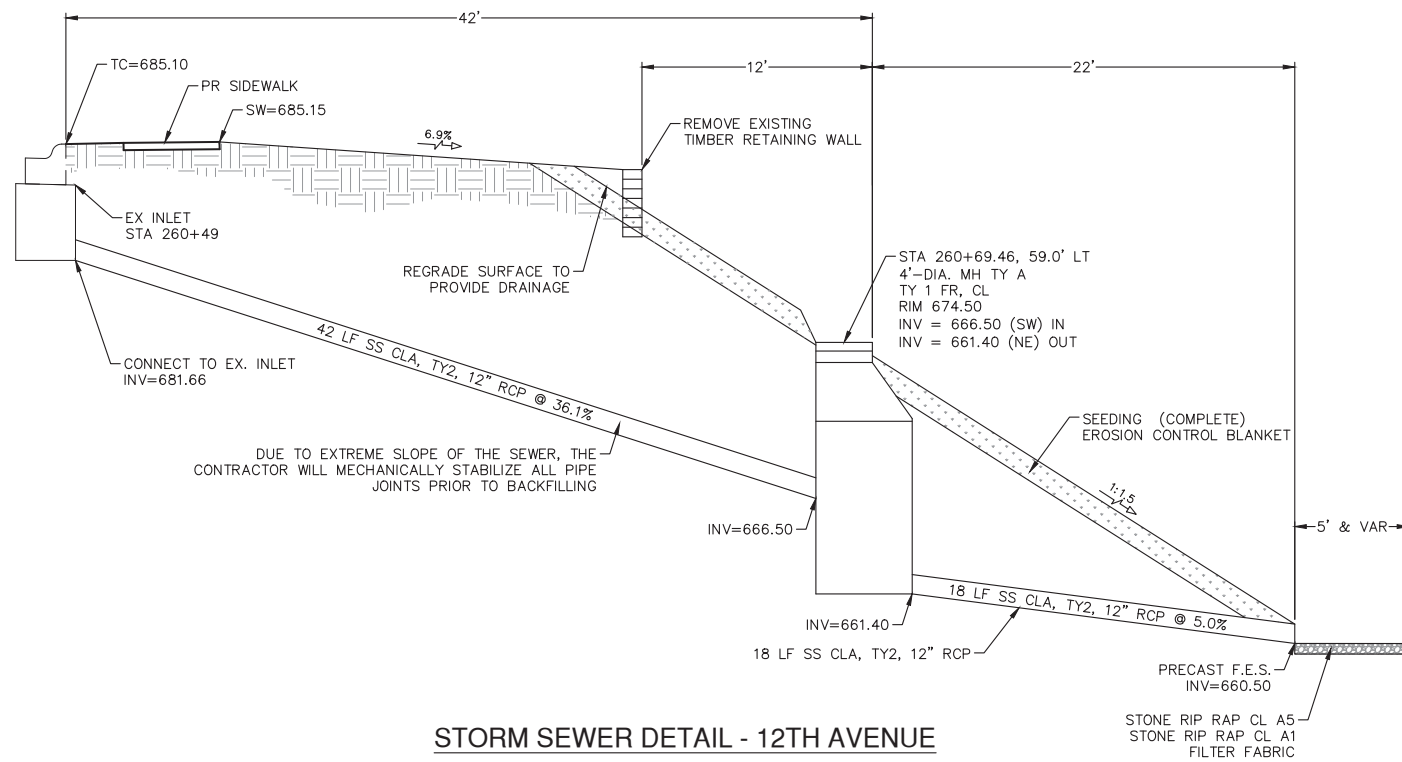 42'
12'
22'
TC=685.10
PR SIDEWALK
SW=685.15
6.9%
REMOVE EXISTING
TIMBER RETAINING WALL
EX INLET
STA 260+49
REGRADE SURFACE TO
PROVIDE DRAINAGE
STA 260+69.46, 59.0' LT
4'-DIA. MH TY A
TY 1 FR, CL
RIM 674.50
INV = 666.50 (SW) IN
INV = 661.40 (NE) OUT
CONNECT TO EX. INLET
INV=681.66
42 LF SS CLA, TY2, 12" RCP @ 36.1%
SEEDING (COMPLETE)
EROSION CONTROL BLANKET
DUE TO EXTREME SLOPE OF THE SEWER, THE
CONTRACTOR WILL MECHANICALLY STABILIZE ALL PIPE
JOINTS PRIOR TO BACKFILLING
1:1.5
5' & VAR
INV=666.50
18 LF SS CLA, TY2, 12" RCP @ 5.0%
INV=661.40
18 LF SS CLA, TY2, 12" RCP
PRECAST F.E.S.
INV=660.50
STONE RIP RAP CL A5
STONE RIP RAP CL A1
FILTER FABRIC
STORM SEWER DETAIL - 12TH AVENUE